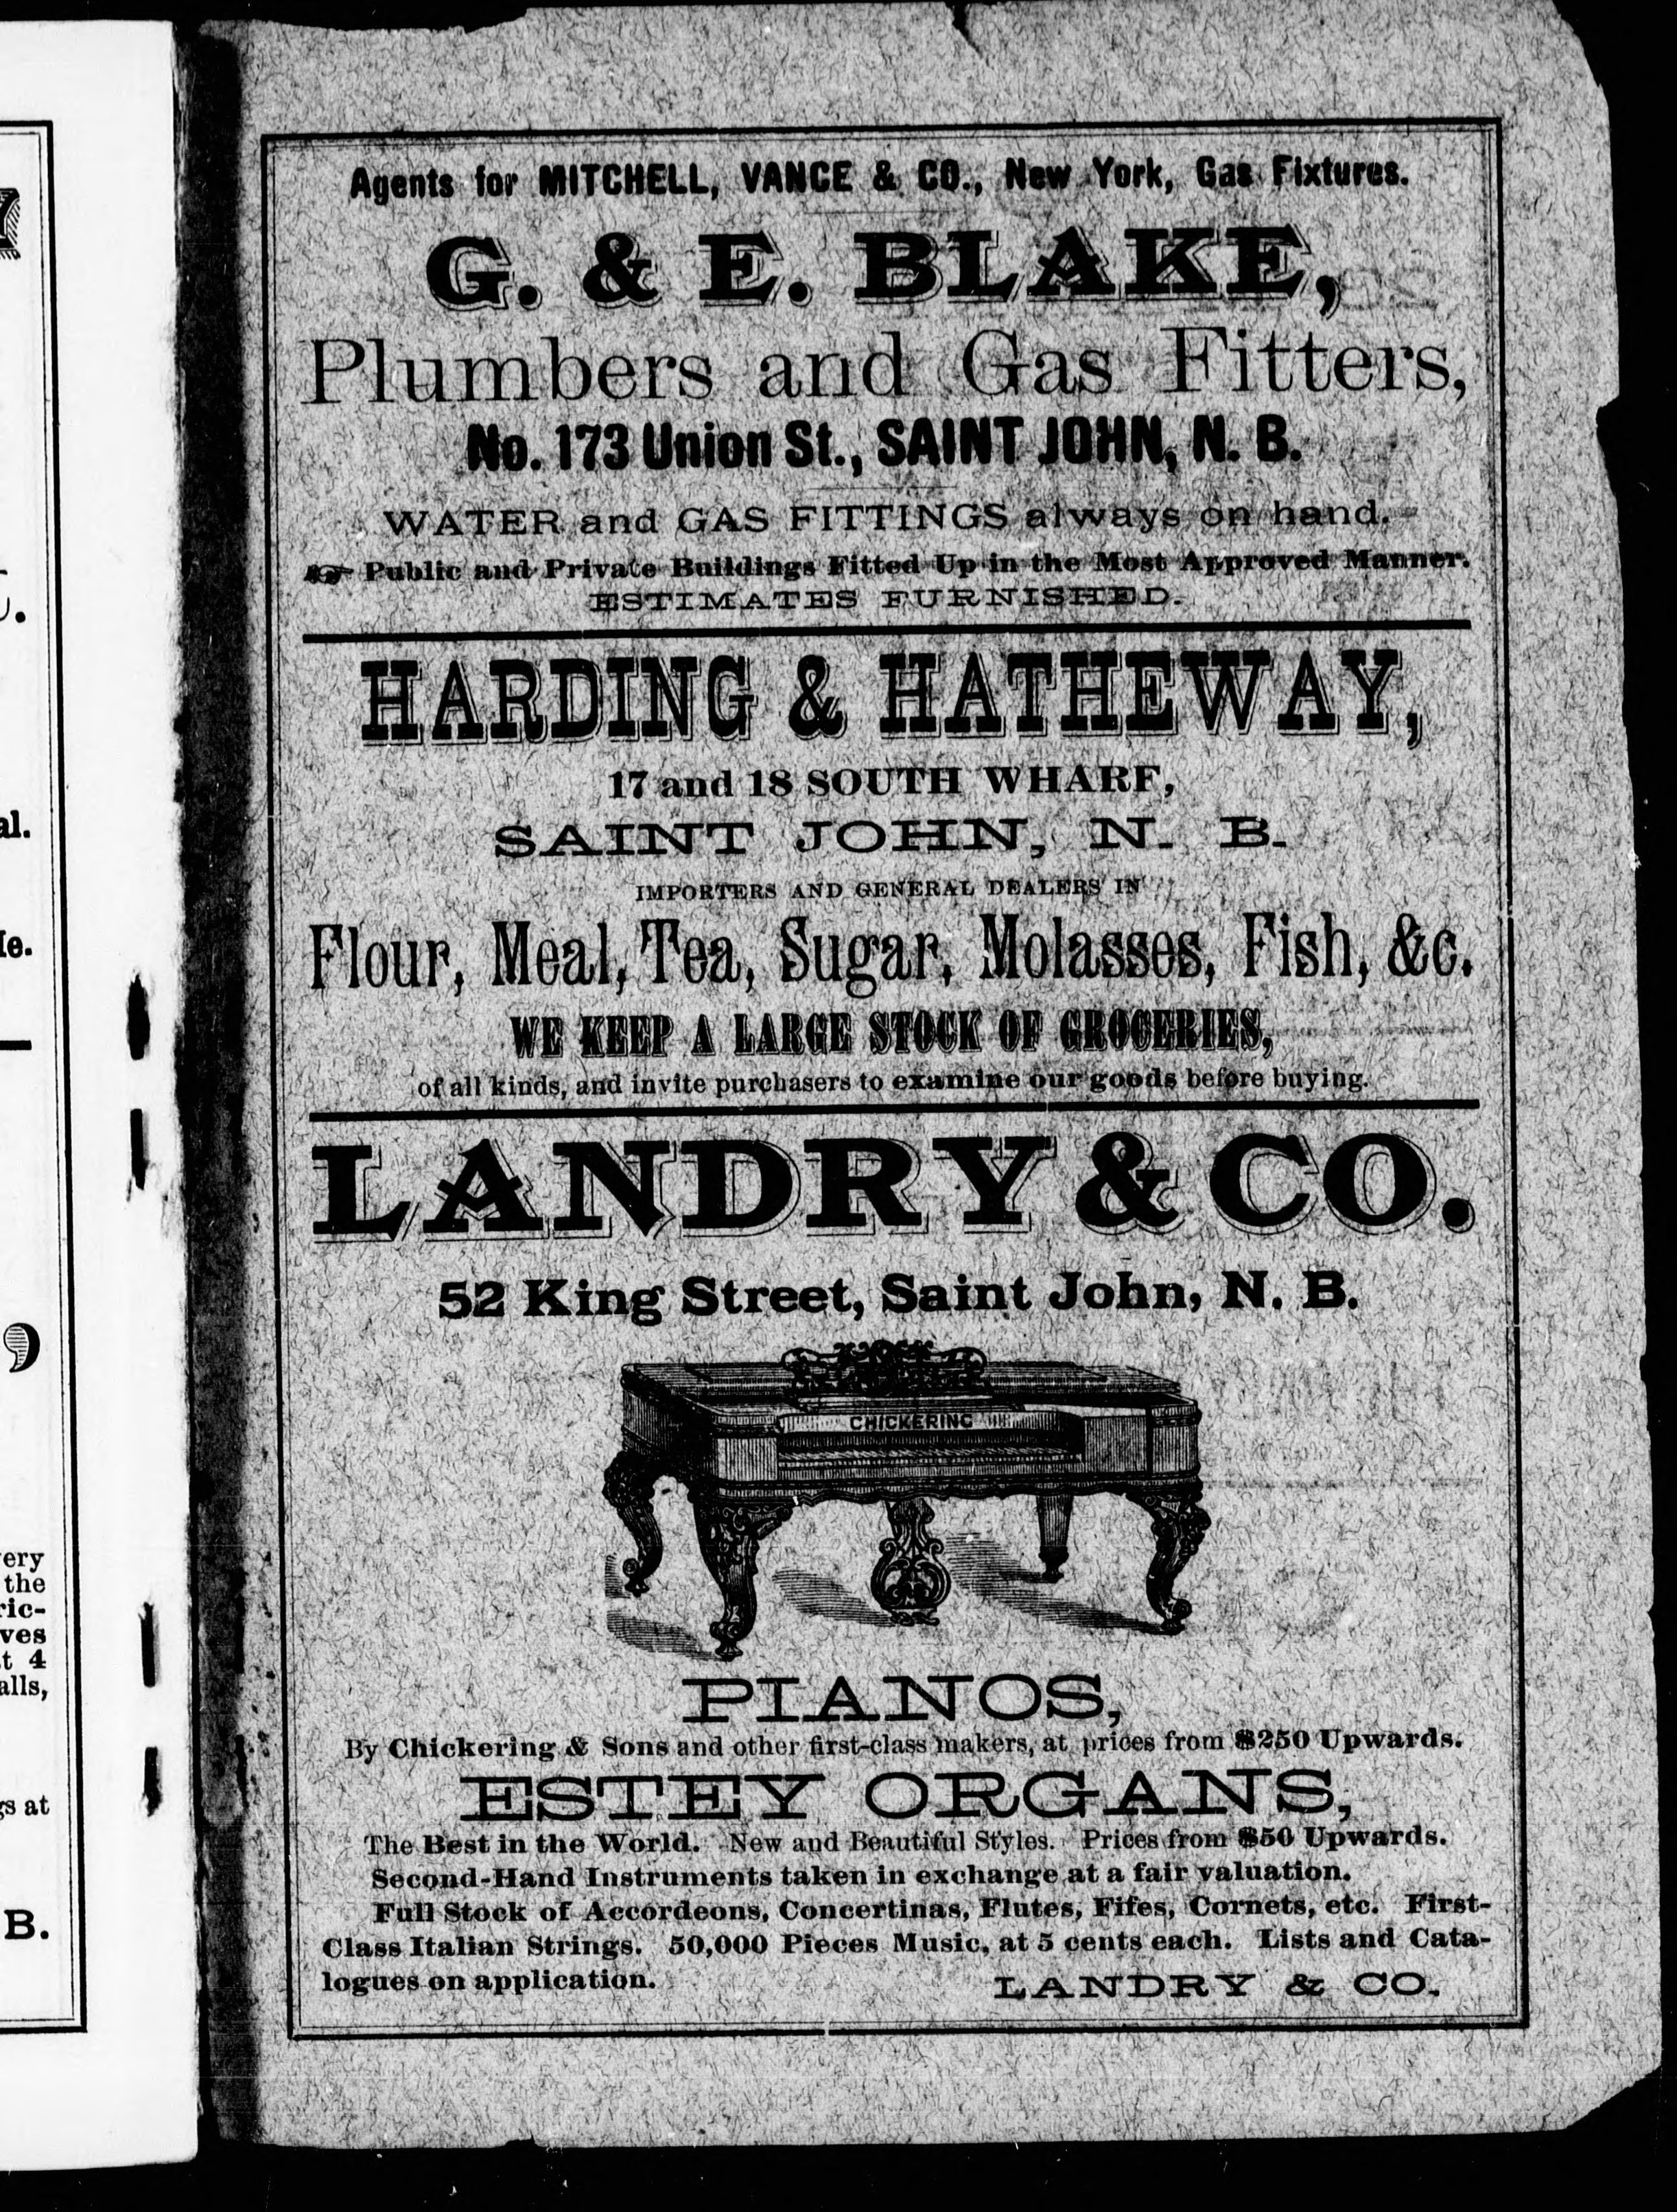 Agents for MITCHELL, VANCE & CO., New York, Gas Fixtures.
G. & E. BLAKE,
Plumbers and Gas Fitters,
No. 173 Union St., SAINT JOHN, N. B.
WATER and GAS FITTINGS always on hand.
☞ Public and Private Buildings Fitted Up in the Most Approved Manner.
ESTIMATES FURNISHED.
HARDING & HATHEWAY,
17 and 18 SOUTH WHARF,
SAINT JOHN, N. B.
IMPORTERS AND GENERAL DEALERS IN
Flour, Meal, Tea, Sugar, Molasses, Fish, &c.
WE KEEP A LARGE STOCK OF GROCERIES,
of all kinds, and invite purchasers to examine our goods before buying.
LANDRY & CO.
52 King Street, Saint John, N. B.
CHICKERING
PIANOS,
By Chickering & Sons and other first-class makers, at prices from $250 Upwards.
ESTEY ORGANS,
The Best in the World. New and Beautiful Styles. Prices from $50 Upwards.
Second-Hand Instruments taken in exchange at a fair valuation.
Full Stock of Accordeons, Concertinas, Flutes, Fifes, Cornets, etc. First-
Class Italian Strings. 50,000 Pieces Music, at 5 cents each. Lists and Cata-
logues on application.
LANDRY & CO.